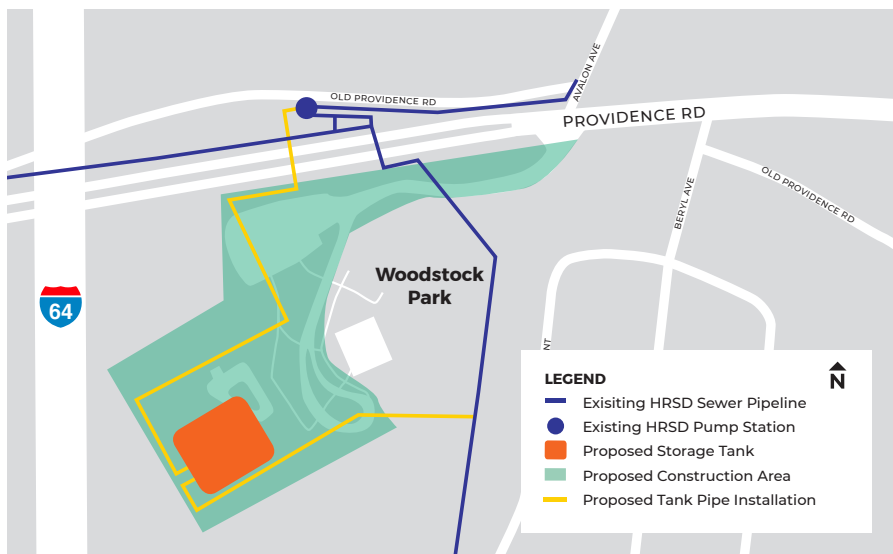 AVALON AVE
OLD PROVIDENCE RD
PROVIDENCE RD
OLD PROVIDENCE RD
BERYL AVE
Woodstock
Park
64
NT
N
LEGEND
Exisiting HRSD Sewer Pipeline
Existing HRSD Pump Station
Proposed Storage Tank
Proposed Construction Area
Proposed Tank Pipe Installation